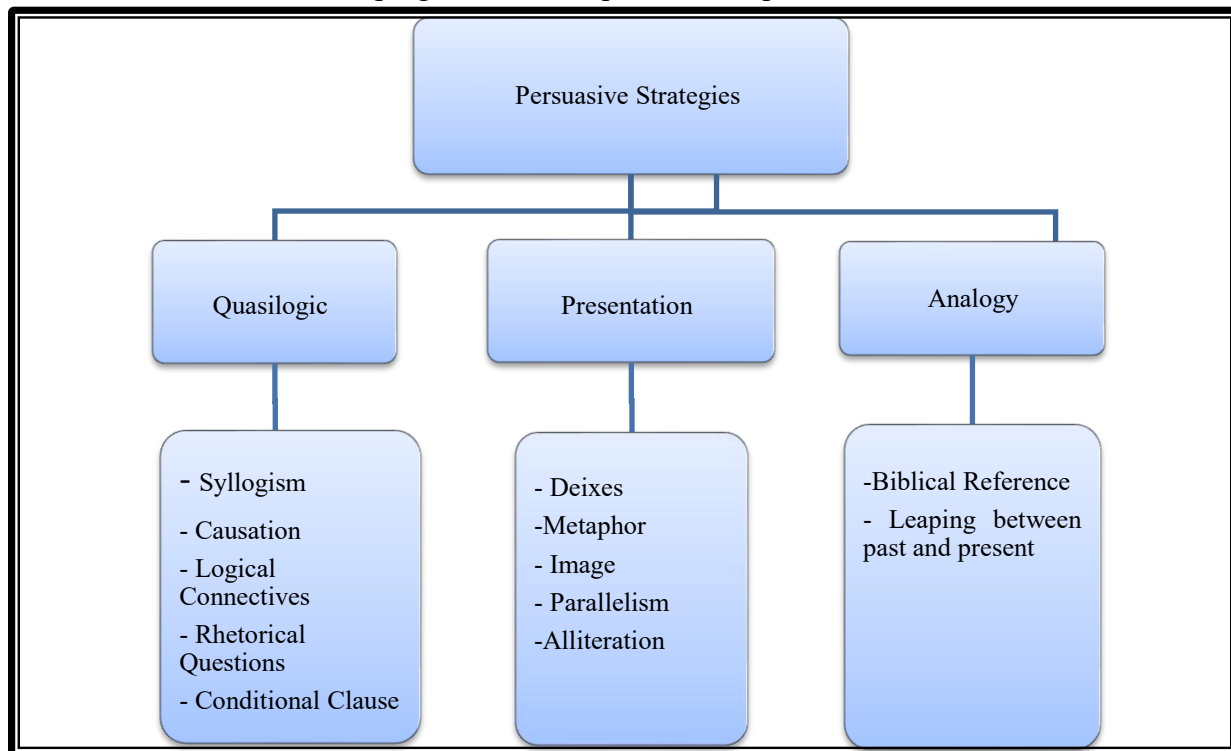 Persuasive Strategies
Quasilogic
Presentation
Analogy
- Syllogism
- Causation
- Logical
Connectives
- Rhetorical
Questions
- Conditional Clause
- Deixes
-Metaphor
- Image
- Parallelism
-Alliteration
-Biblical Reference
- Leaping between
past and present